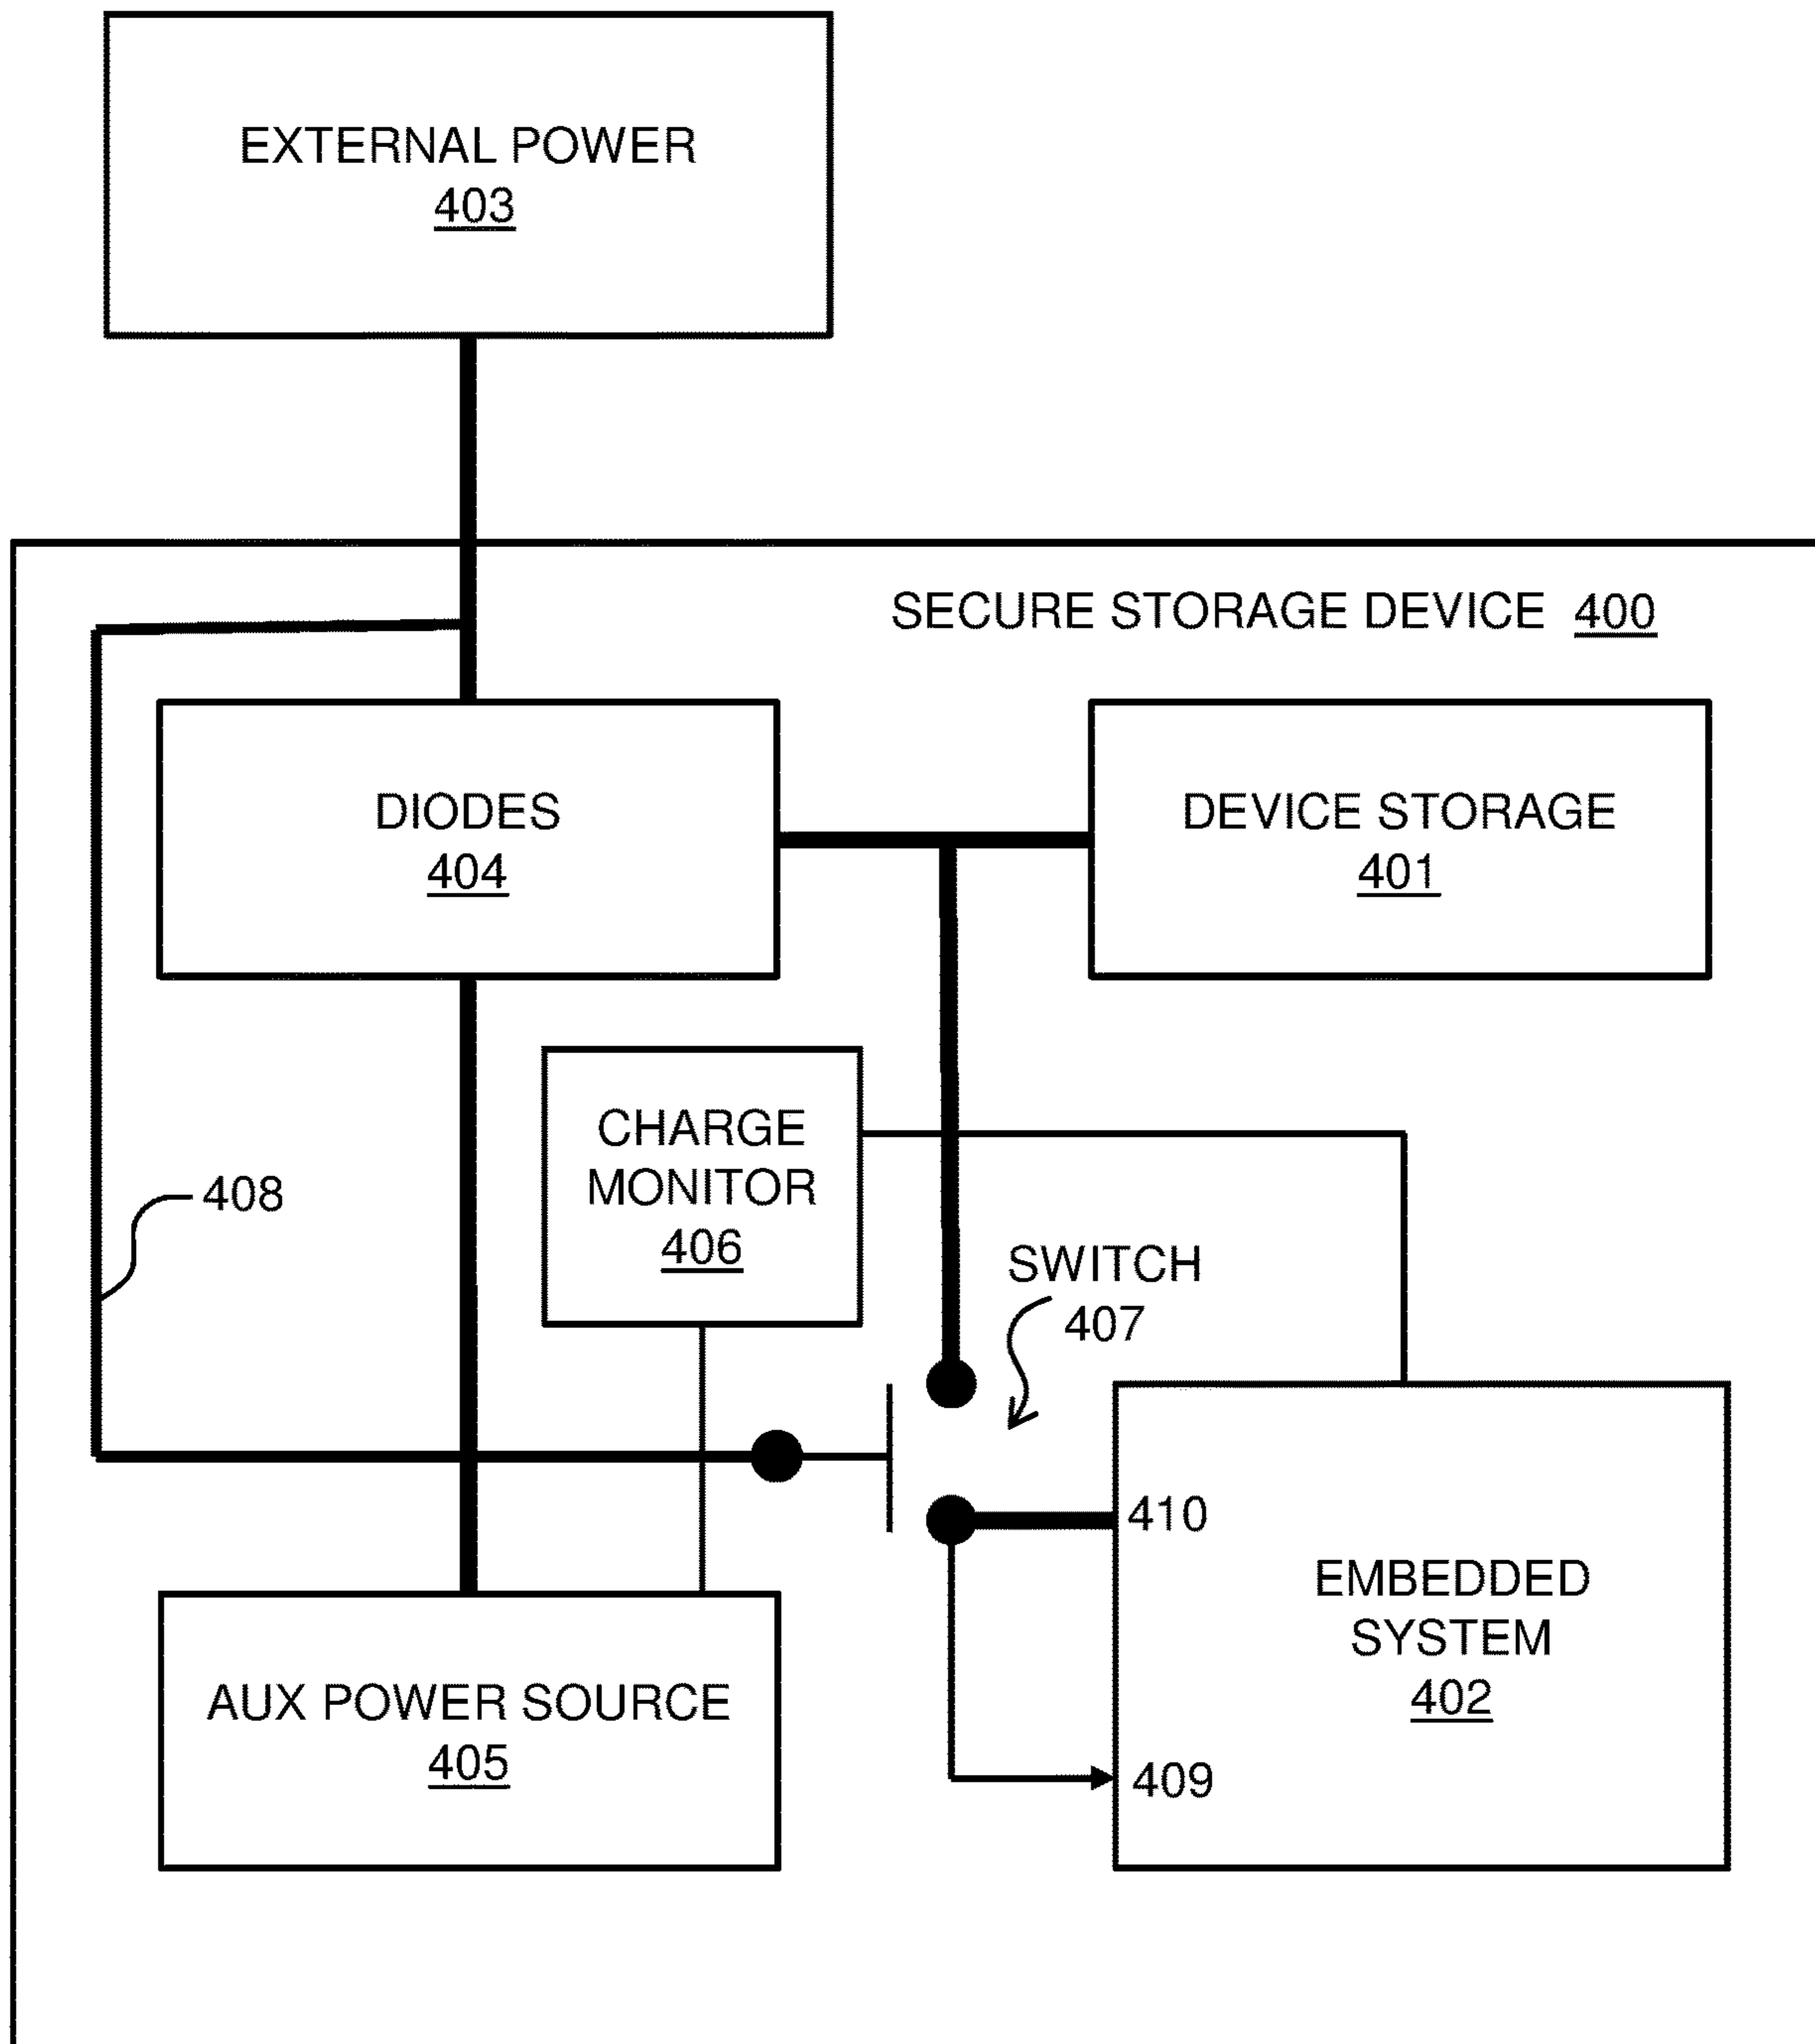 EXTERNAL POWER
403
SECURE STORAGE DEVICE 400
DIODES
404
DEVICE STORAGE
401
CHARGE
MONITOR
406
408
SWITCH
407
410
EMBEDDED
SYSTEM
402
409
AUX POWER SOURCE
405